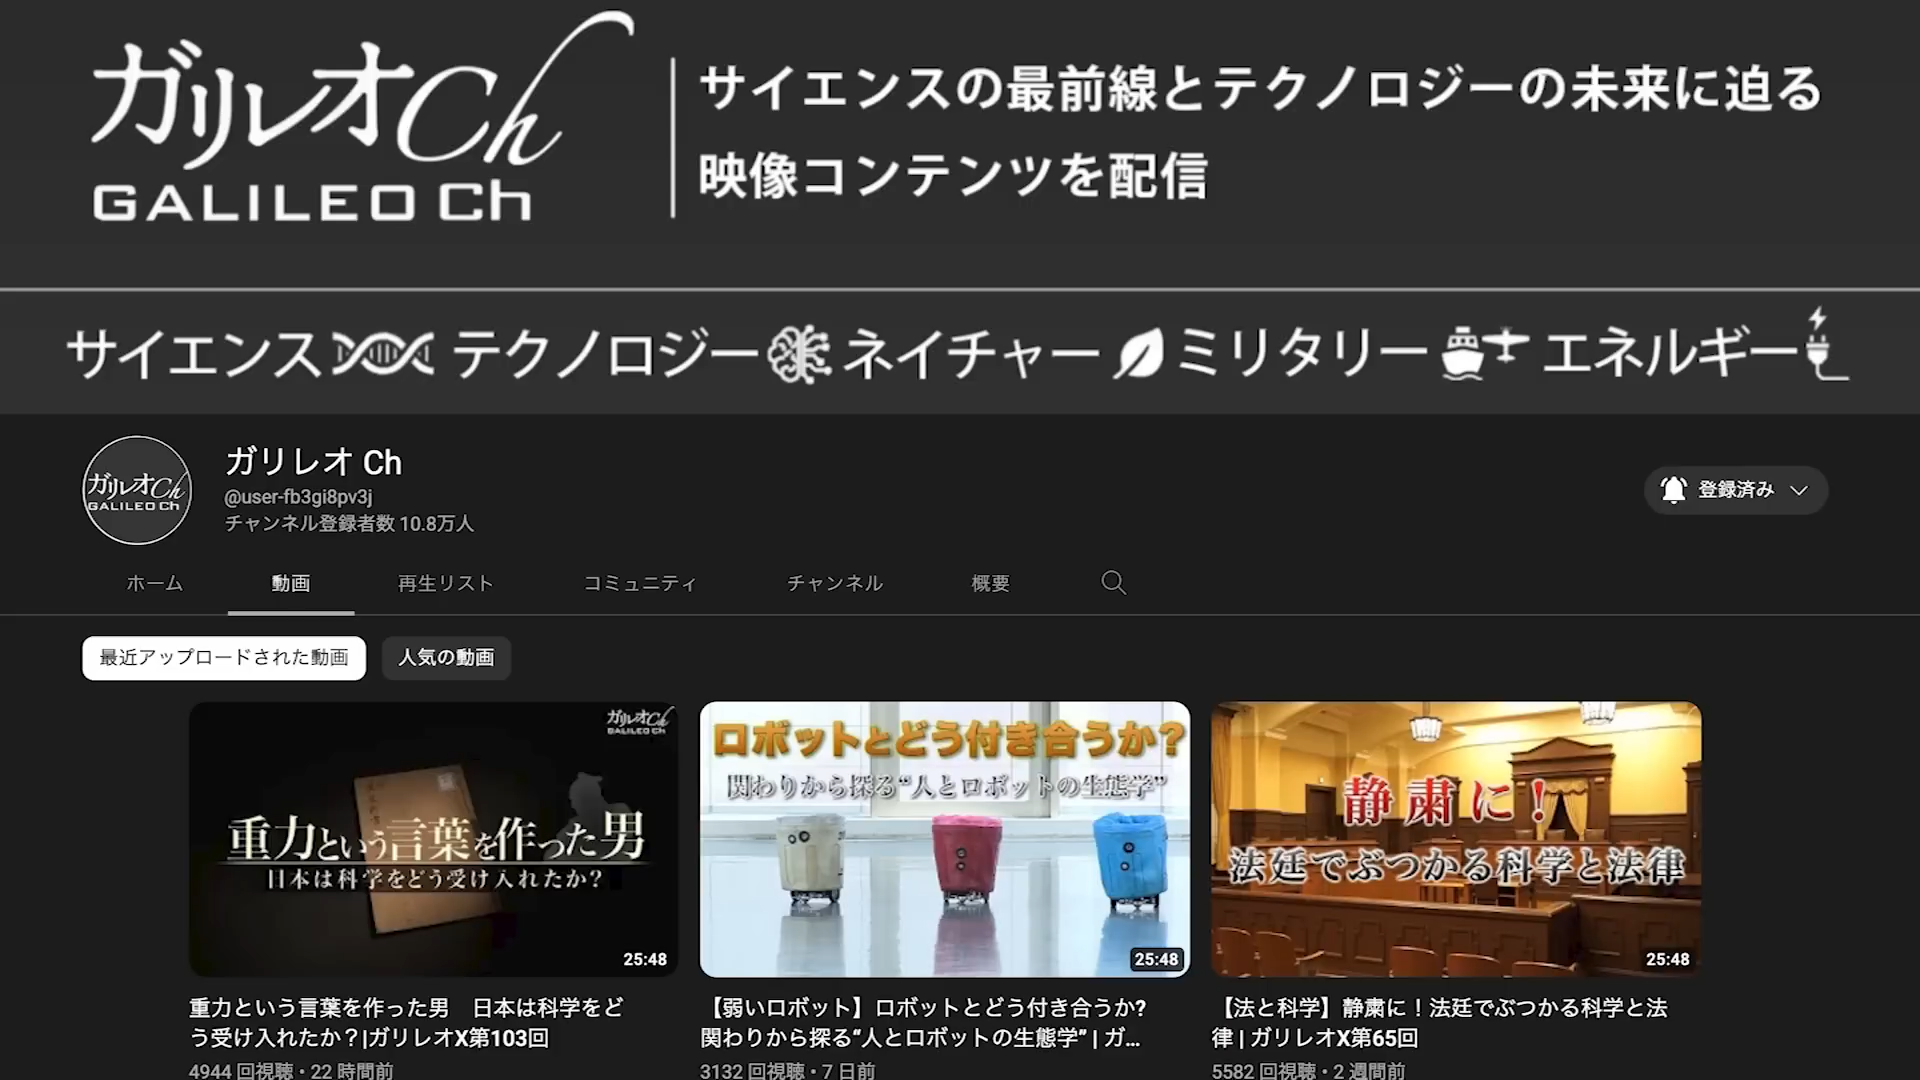 ガリレオCh
GALILEO Ch
サイエンスの最前線とテクノロジーの未来に迫る
映像コンテンツを配信
サイエンス テクノロジー ネイチャー ミリタリー エネルギー
ガリレオCh
GALILEO Ch
ガリレオ Ch
@user-fb3gi8pv3j
チャンネル登録者数 10.8万人
登録済み
ホーム 動画 再生リスト コミュニティ チャンネル 概要
最近アップロードされた動画 人気の動画
ガリレオCh
GALILEO Ch
重力という言葉を作った男
日本は科学をどう受け入れたか?
25:48
ロボットとどう付き合うか?
関わりから探る“人とロボットの生態学”
25:48
静粛に!
法廷でぶつかる科学と法律
25:48
重力という言葉を作った男 日本は科学をど
う受け入れたか?|ガリレオX第103回
4944 回視聴・22 時間前
【弱いロボット】ロボットとどう付き合うか?
関わりから探る“人とロボットの生態学” | ガ...
3132 回視聴・7 日前
【法と科学】静粛に!法廷でぶつかる科学と法
律 | ガリレオX第65回
5582 回視聴・2 週間前